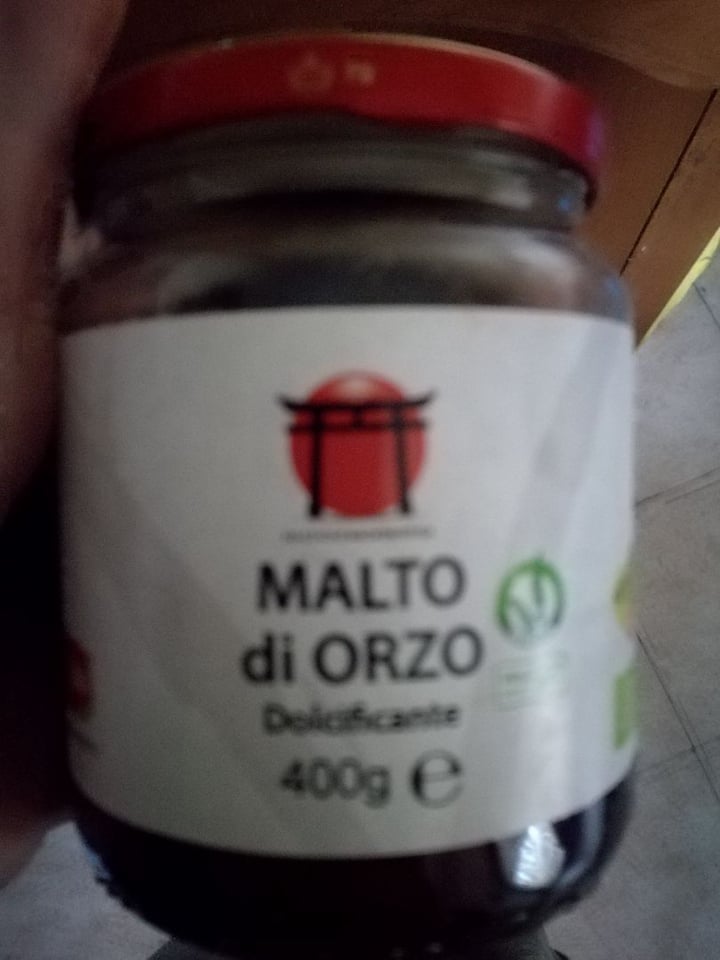 MALTO
di ORZO
Dolcificante
400g e